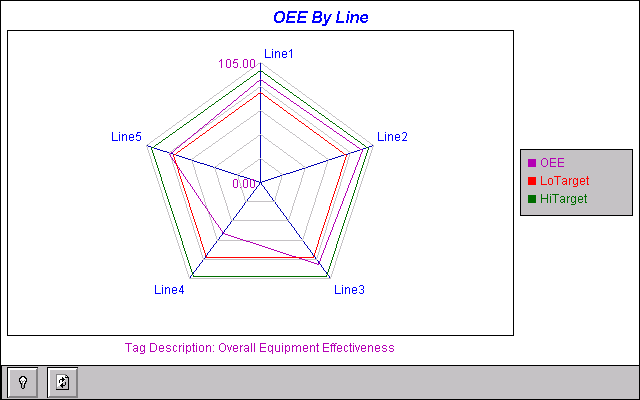 OEE By Line
Line1
105.00
Line5
Line2
0.00
Line4
Line3
OEE
LoTarget
HiTarget
Tag Description: Overall Equipment Effectiveness